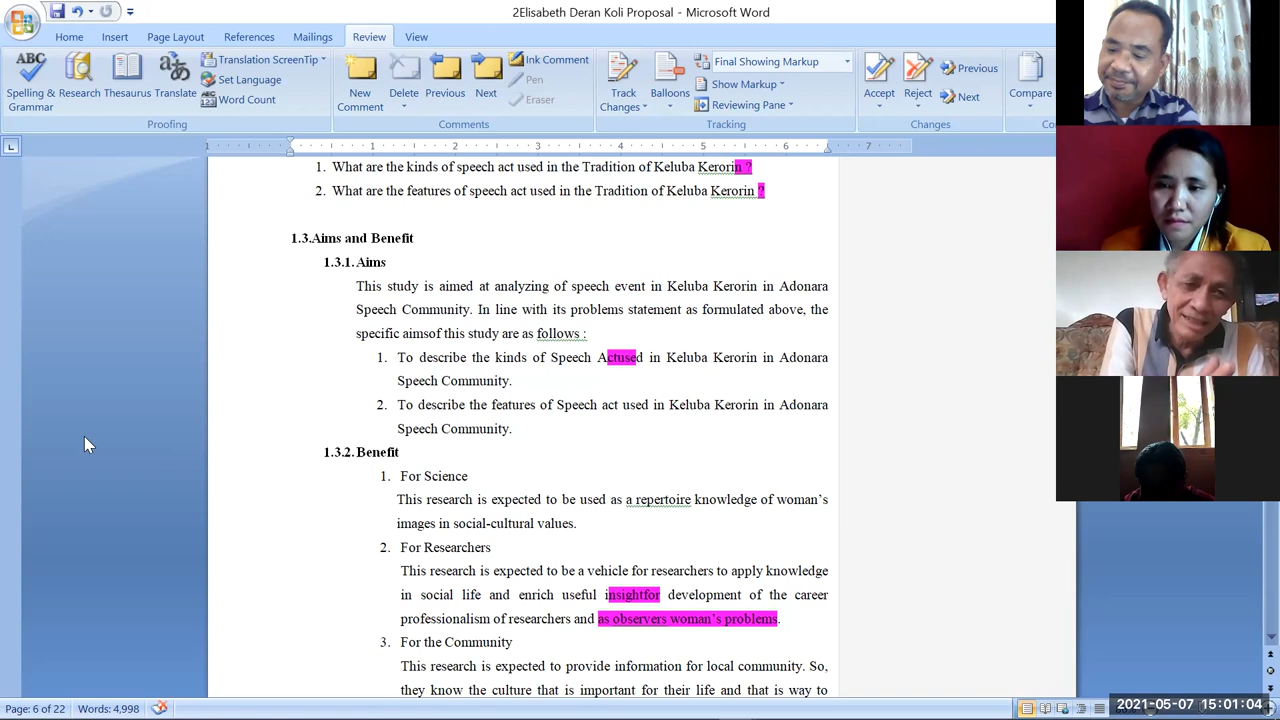 2Elisabeth Deran Koli Proposal - Microsoft Word
Home Insert Page Layout References Mailings Review View
ABC Spelling & Grammar
Research
Thesaurus
Translate
Translation ScreenTip
Set Language
ABC 123 Word Count
Proofing
New Comment
Delete
Previous
Next
Ink Comment
Pen
Eraser
Comments
Track Changes
Balloons
Final Showing Markup
Show Markup
Reviewing Pane
Tracking
Accept
Reject
Previous
Next
Changes
Compare
Co
1 1 2 3 4 5 6 7
1. What are the kinds of speech act used in the Tradition of Keluba Kerorin ?
2. What are the features of speech act used in the Tradition of Keluba Kerorin ?
1.3.Aims and Benefit
1.3.1. Aims
This study is aimed at analyzing of speech event in Keluba Kerorin in Adonara
Speech Community. In line with its problems statement as formulated above, the
specific aimsof this study are as follows :
1. To describe the kinds of Speech Actused in Keluba Kerorin in Adonara
Speech Community.
2. To describe the features of Speech act used in Keluba Kerorin in Adonara
Speech Community.
1.3.2. Benefit
1. For Science
This research is expected to be used as a repertoire knowledge of woman’s
images in social-cultural values.
2. For Researchers
This research is expected to be a vehicle for researchers to apply knowledge
in social life and enrich useful insightfor development of the career
professionalism of researchers and as observers woman’s problems.
3. For the Community
This research is expected to provide information for local community. So,
they know the culture that is important for their life and that is way to
Page: 6 of 22 Words: 4,998
2021-05-07 15:01:04